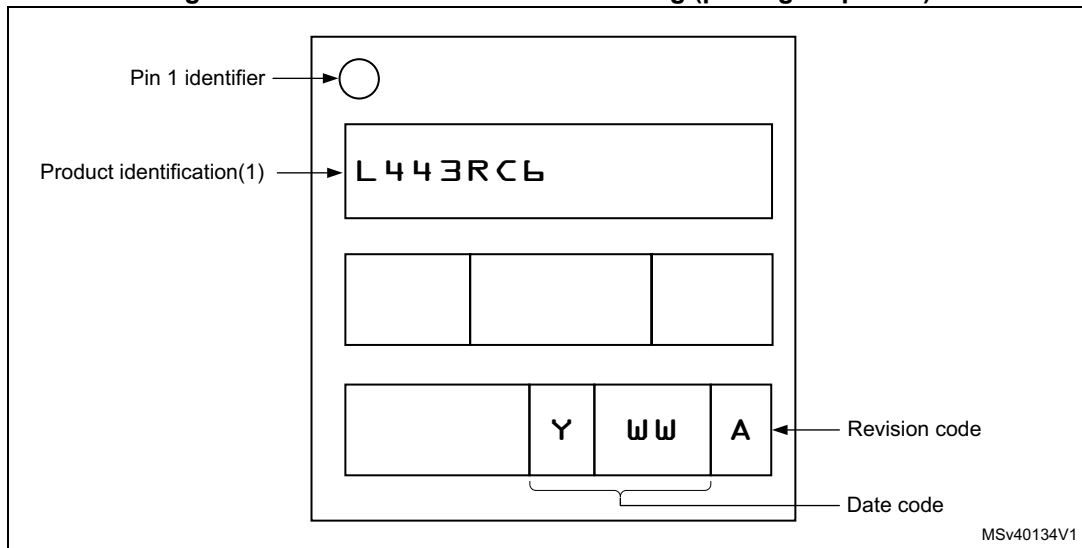 Pin 1 identifier
Product identification(1)
L443RC6
Y WW A
Revision code
Date code
MSv40134V1